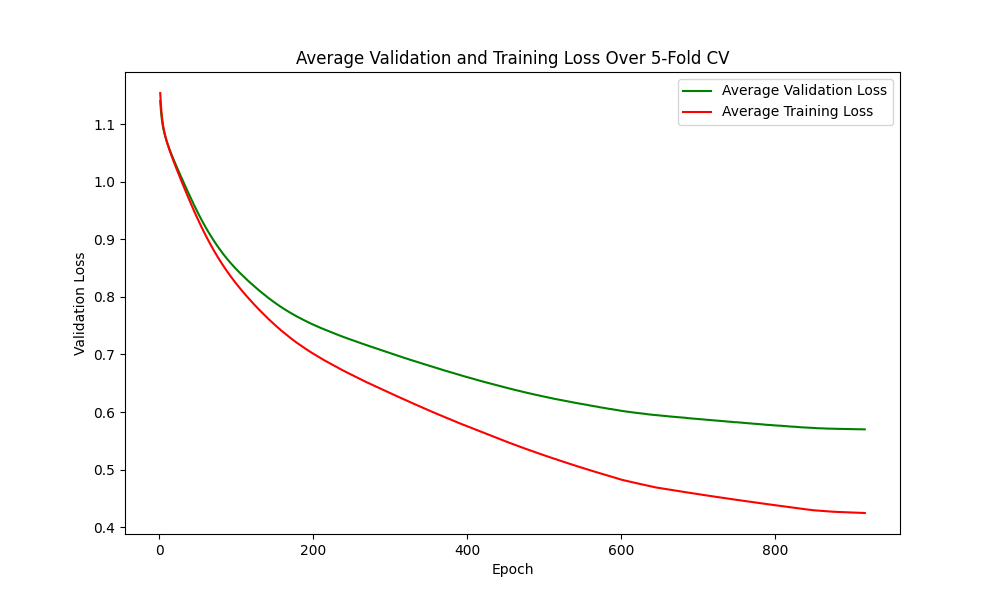 Average Validation and Training Loss Over 5-Fold CV
Average Validation Loss
Average Training Loss
Validation Loss
1.1
1.0
0.9
0.8
0.7
0.6
0.5
0.4
0
200
400
600
800
Epoch